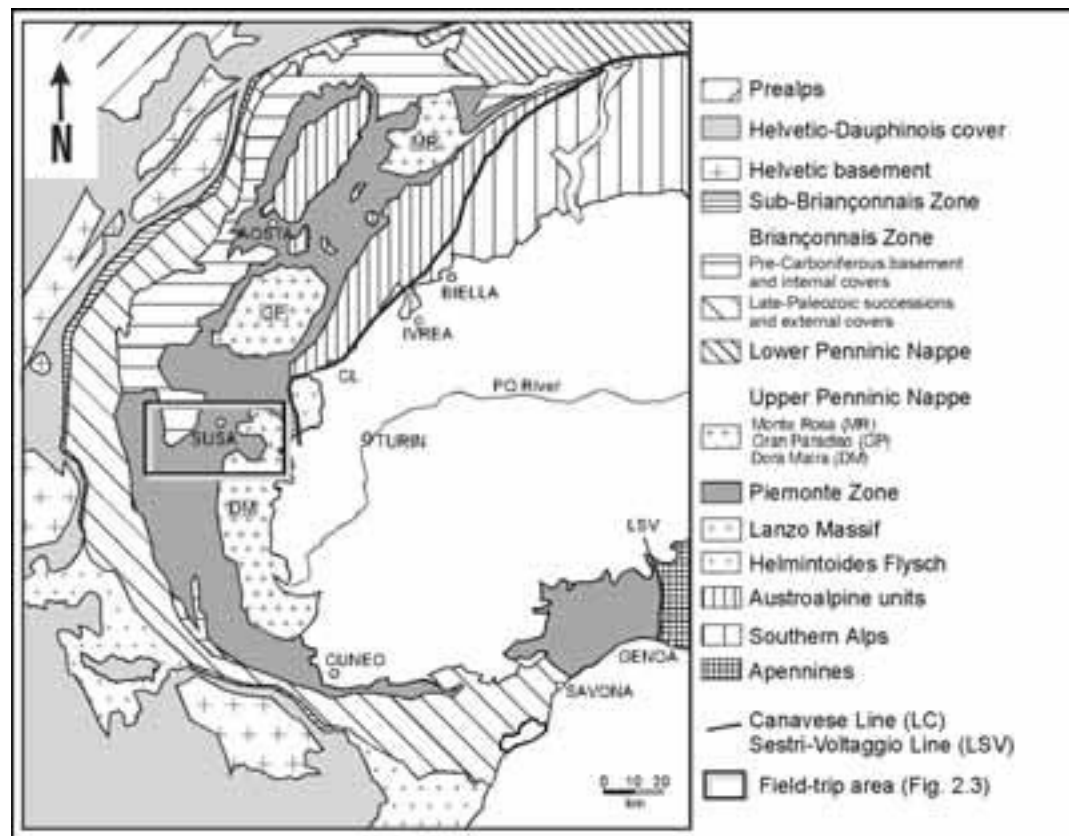 N
MR
AOSTA
GP
BIELLA
IVREA
CL
PO River
SUSA
TURIN
DM
LSV
CUNEO
GENOA
SAVONA
0 10 20
km
Prealps
Helvetic-Dauphinois cover
Helvetic basement
Sub-Briançonnais Zone
Briançonnais Zone
Pre-Carboniferous basement
and internal covers
Late-Paleozoic successions
and external covers
Lower Penninic Nappe
Upper Penninic Nappe
Monte Rosa (MR)
Gran Paradiso (GP)
Dora Maira (DM)
Piemonte Zone
Lanzo Massif
Helmintoides Flysch
Austroalpine units
Southern Alps
Apennines
Canavese Line (LC)
Sestri-Voltaggio Line (LSV)
Field-trip area (Fig. 2.3)